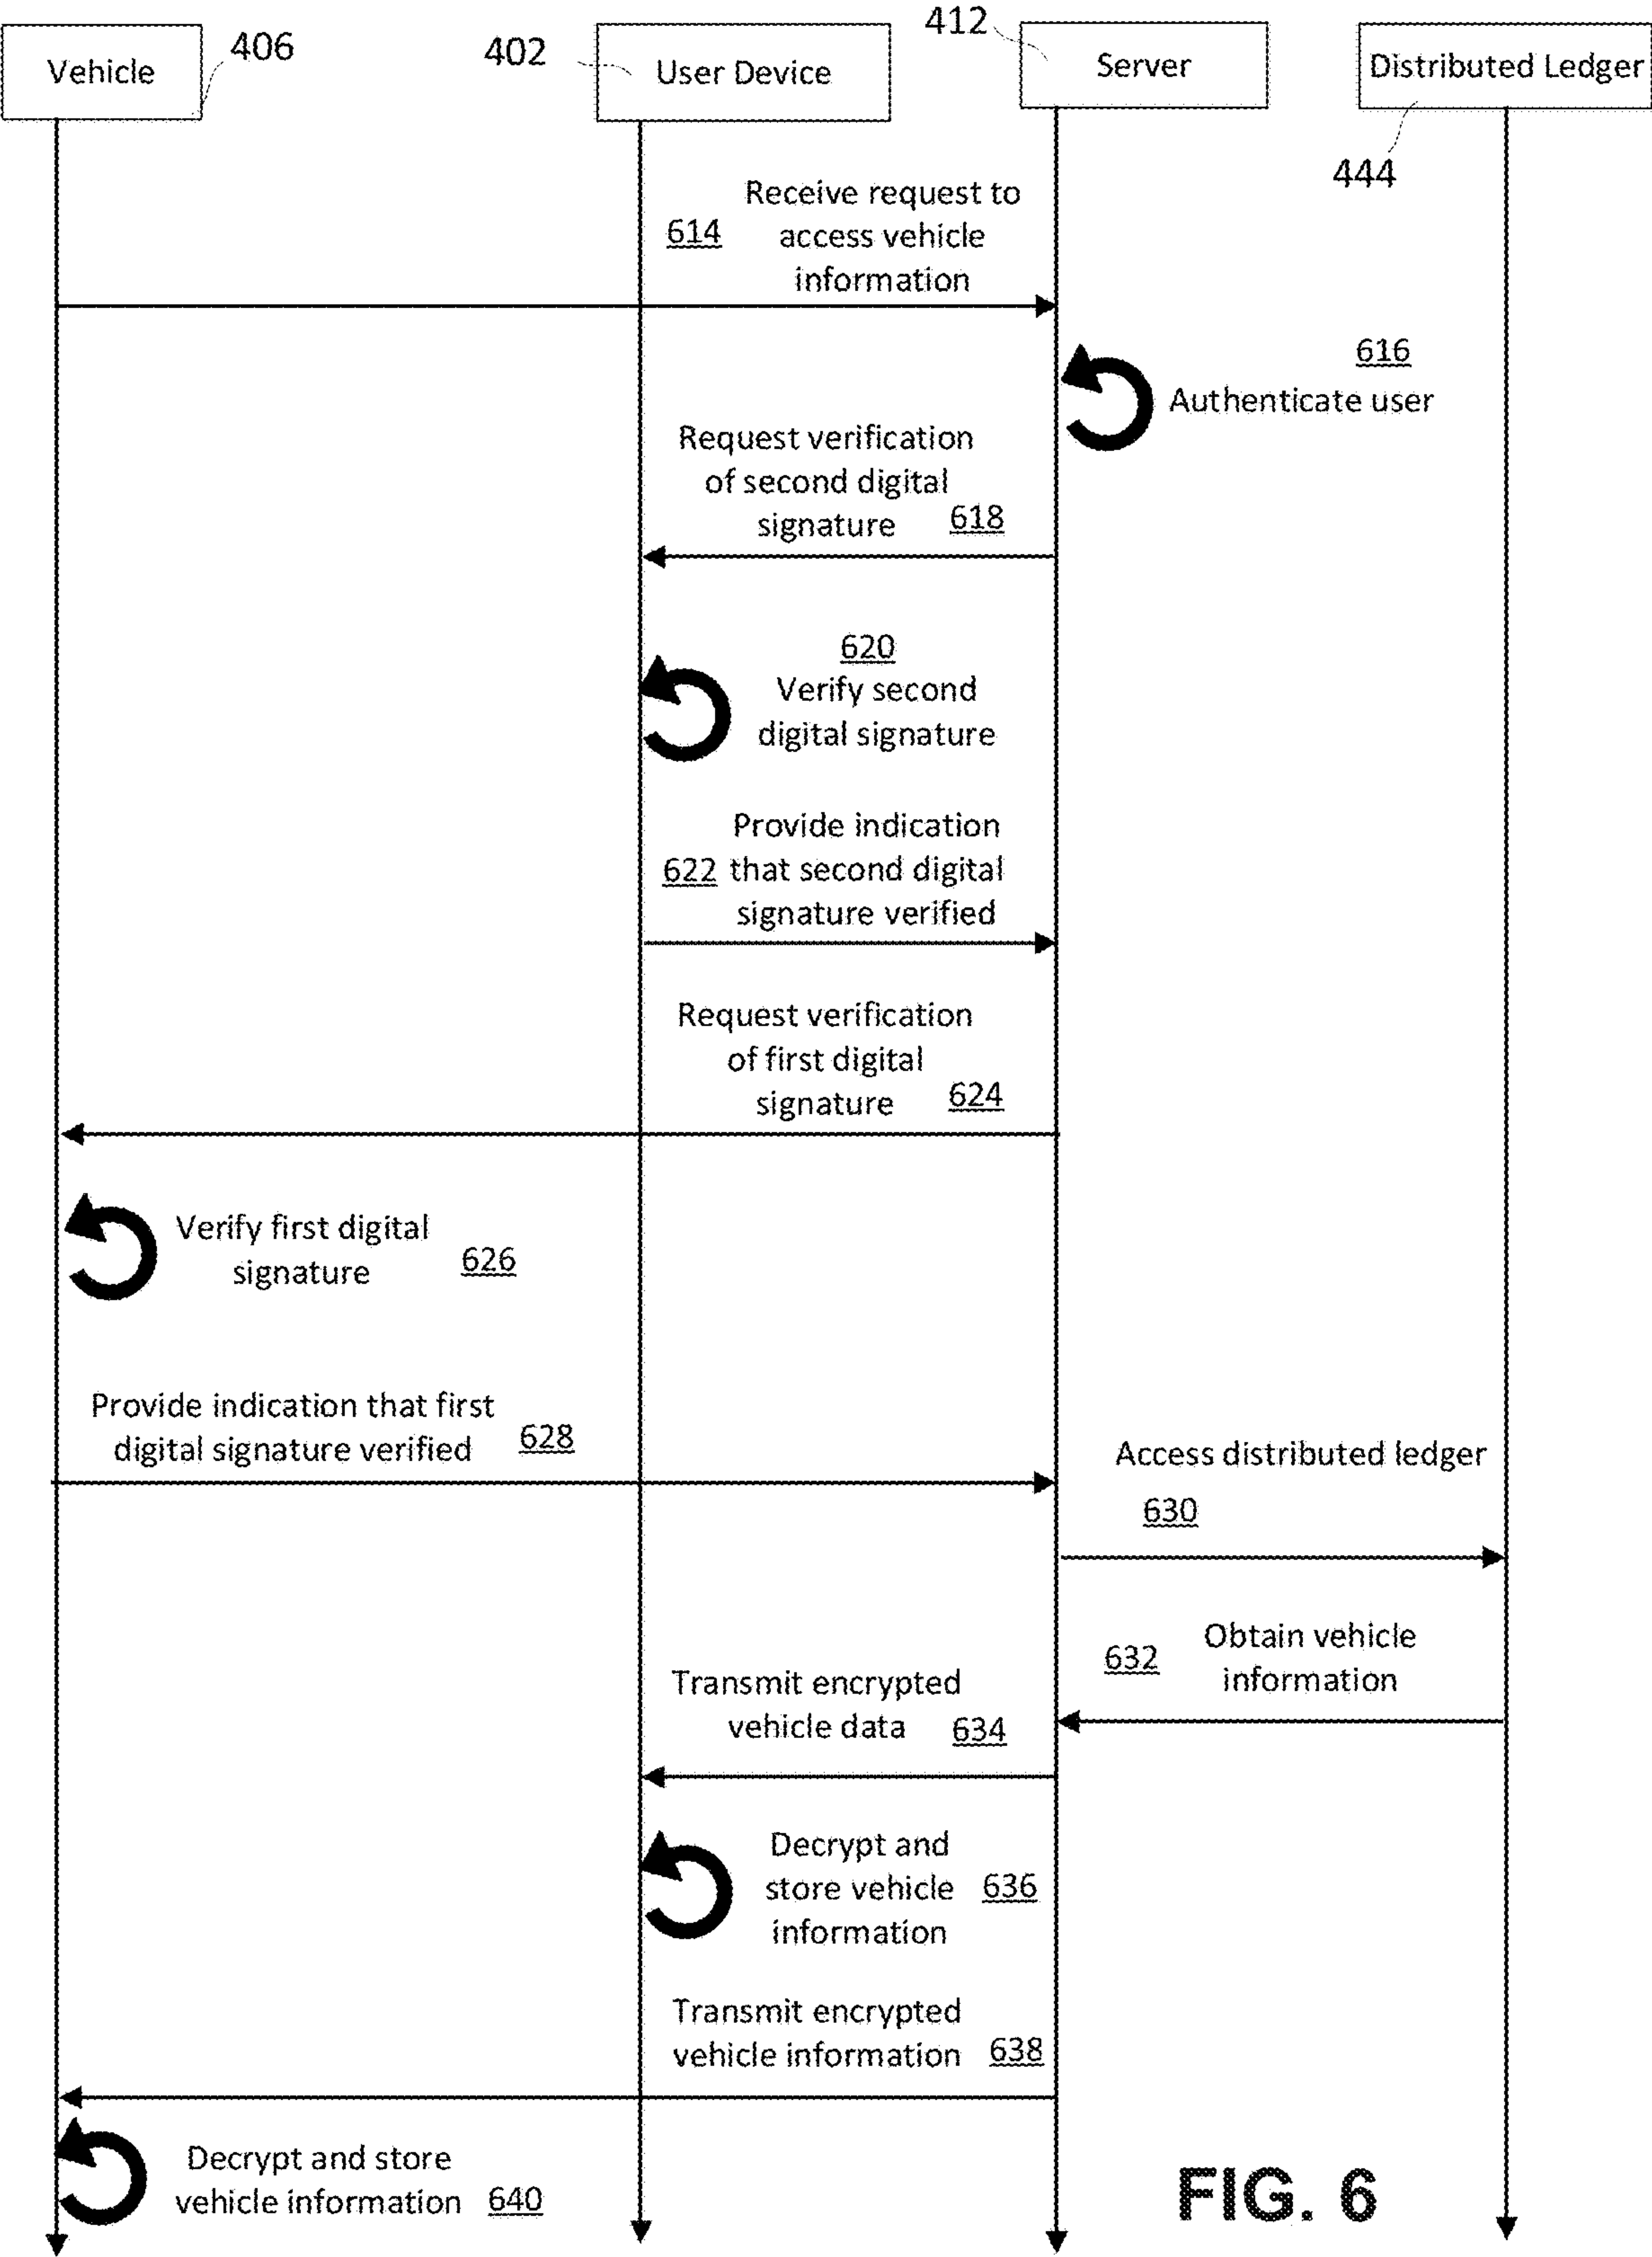 Vehicle
406
402
User Device
412
Server
Distributed Ledger
444
Receive request to
614
access vehicle
information
616
Authenticate user
Request verification
of second digital
signature 618
620
Verify second
digital signature
Provide indication
622 that second digital
signature verified
Request verification
of first digital
signature 624
Verify first digital
signature 626
Provide indication that first
digital signature verified 628
Access distributed ledger
630
Obtain vehicle
632
information
Transmit encrypted
vehicle data 634
Decrypt and
store vehicle 636
information
Transmit encrypted
vehicle information 638
Decrypt and store
vehicle information 640
FIG. 6